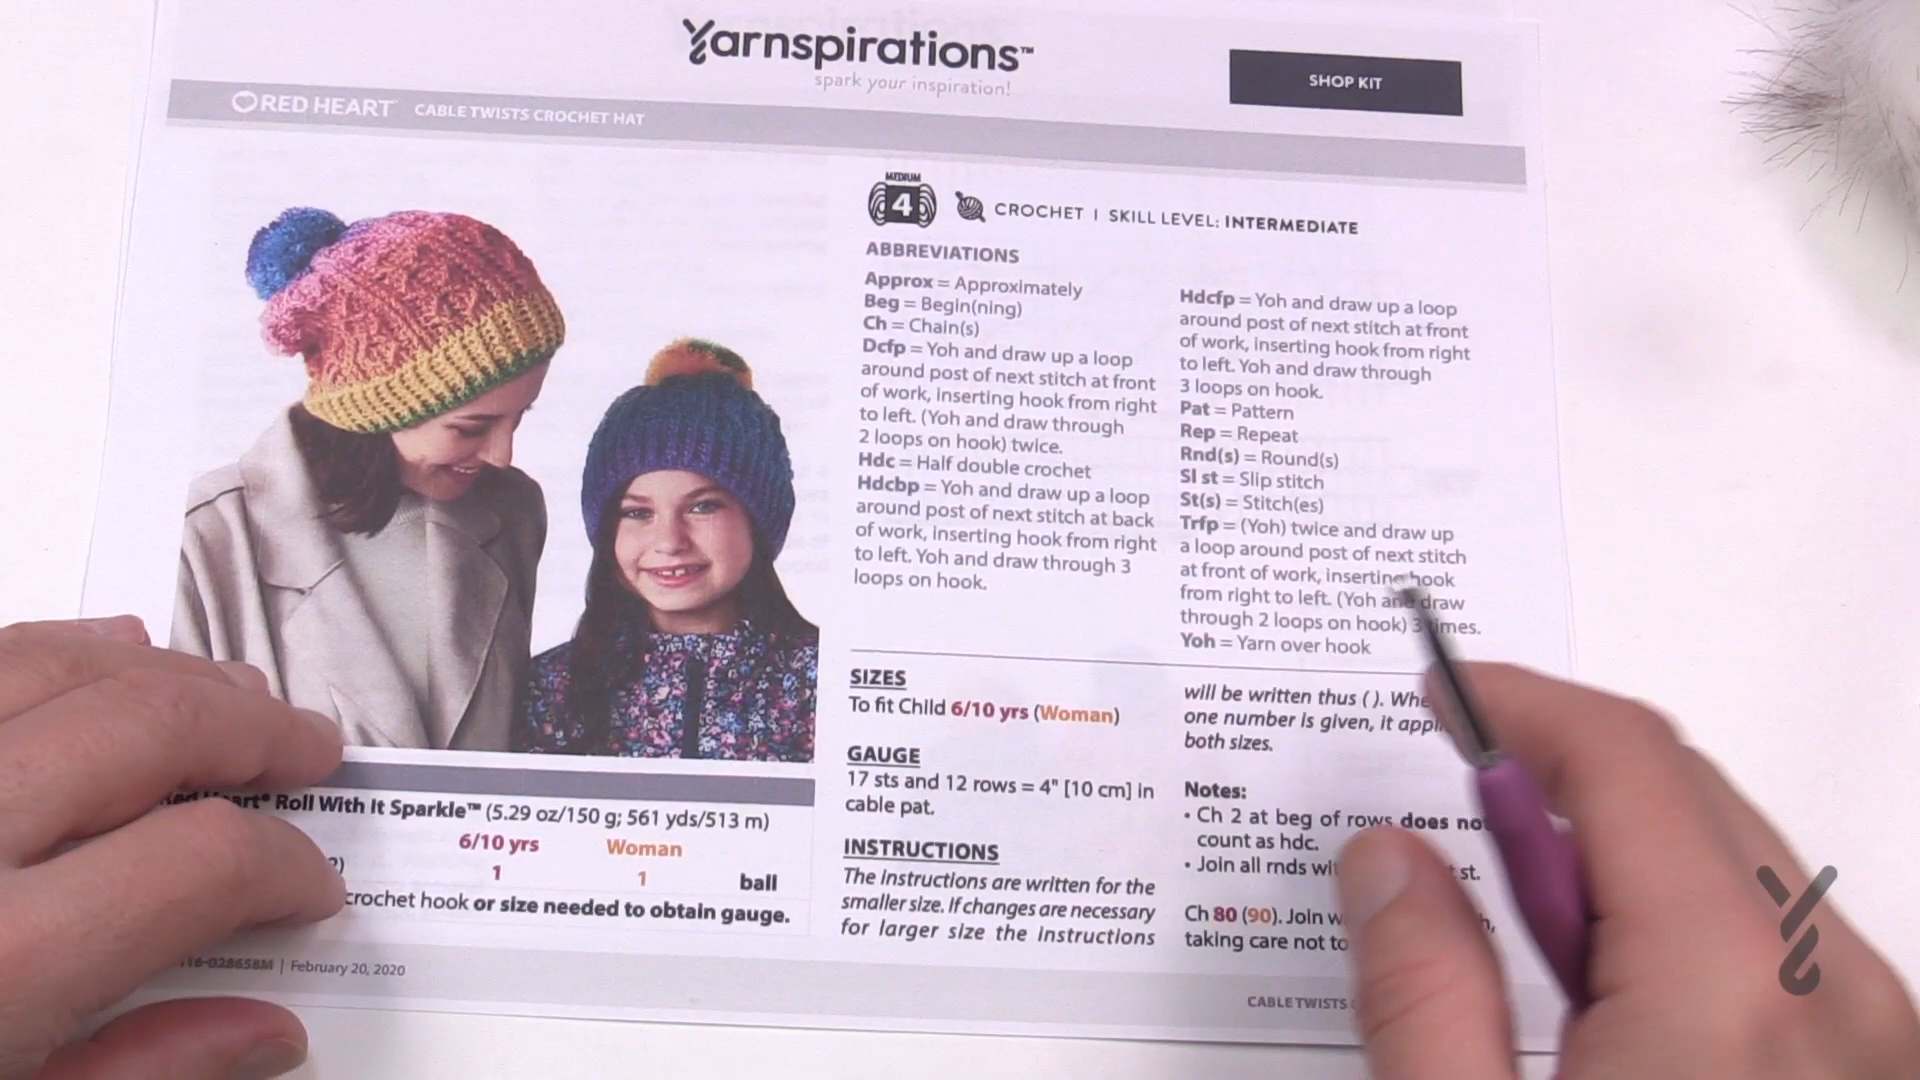 Yarnspirations™
spark your inspiration!
SHOP KIT
RED HEART CABLE TWISTS CROCHET HAT
MEDIUM
4
CROCHET | SKILL LEVEL: INTERMEDIATE
ABBREVIATIONS
Approx = Approximately
Beg = Begin(ning)
Ch = Chain(s)
Dcfp = Yoh and draw up a loop
around post of next stitch at front
of work, inserting hook from right
to left. (Yoh and draw through
2 loops on hook) twice.
Hdc = Half double crochet
Hdcbp = Yoh and draw up a loop
around post of next stitch at back
of work, inserting hook from right
to left. Yoh and draw through 3
loops on hook.
Hdcfp = Yoh and draw up a loop
around post of next stitch at front
of work, inserting hook from right
to left. Yoh and draw through
3 loops on hook.
Pat = Pattern
Rep = Repeat
Rnd(s) = Round(s)
Sl st = Slip stitch
St(s) = Stitch(es)
Trfp = (Yoh) twice and draw up
a loop around post of next stitch
at front of work, inserting hook
from right to left. (Yoh and draw
through 2 loops on hook) 3 times.
Yoh = Yarn over hook
Heart® Roll With It Sparkle™ (5.29 oz/150 g; 561 yds/513 m)
6/10 yrs Woman
1 1 ball
crochet hook or size needed to obtain gauge.
SIZES
To fit Child 6/10 yrs (Woman)
GAUGE
17 sts and 12 rows = 4" [10 cm] in
cable pat.
INSTRUCTIONS
The instructions are written for the
smaller size. If changes are necessary
for larger size the instructions
will be written thus ( ).
one number is given, it
both sizes.
Notes:
• Ch 2 at beg of rows does not
count as hdc.
• Join all rnds st.
Ch 80 (90). Join
taking care not to
February 20, 2020
CABLE TWISTS